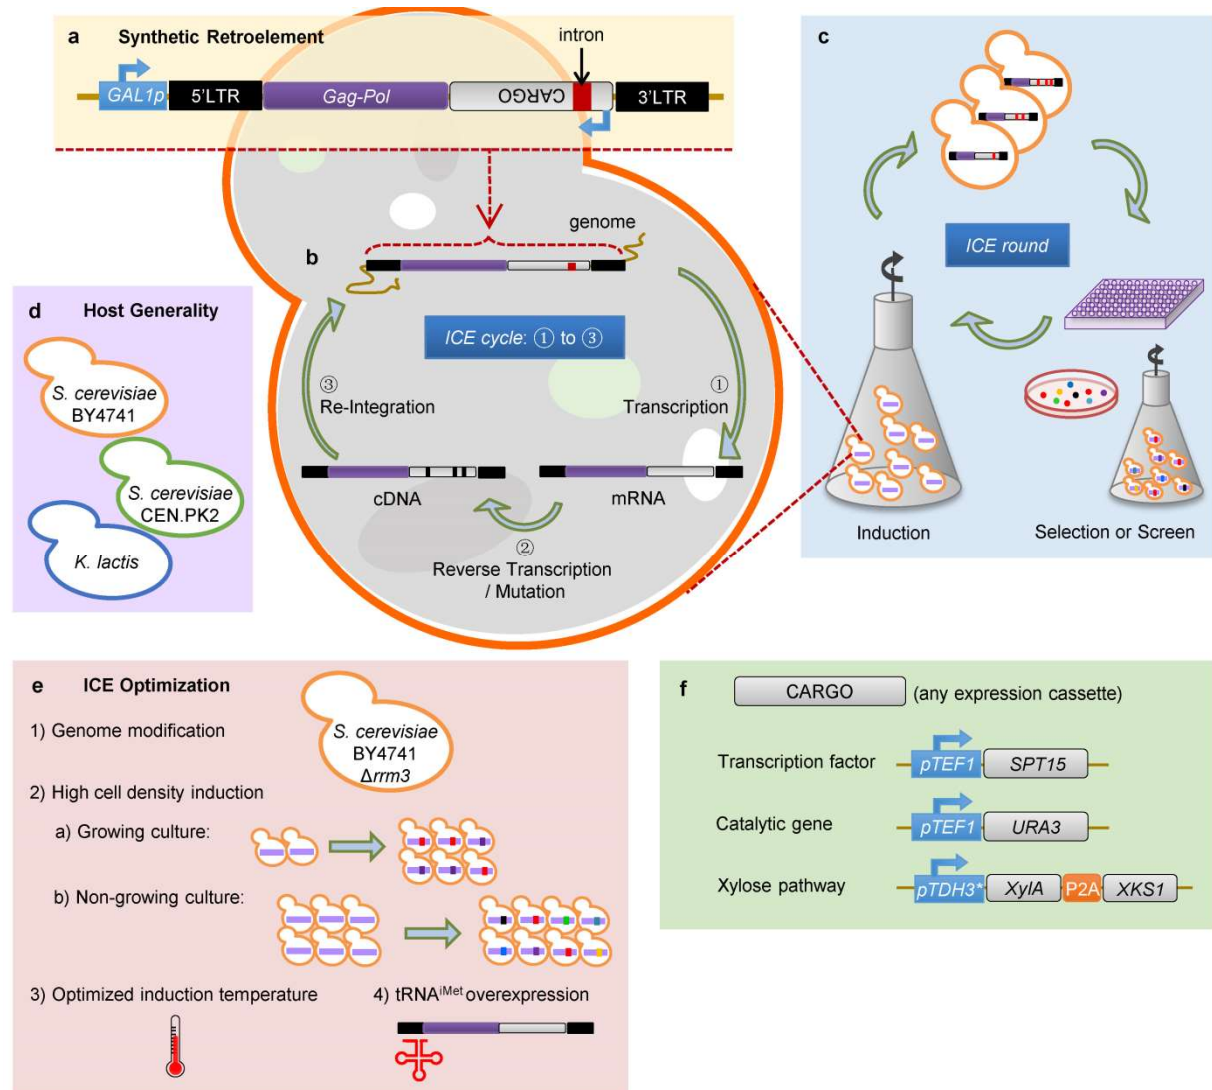 a Synthetic Retroelement
intron
GAL1p 5'LTR Gag-Pol CARGO 3'LTR
genome
b
ICE cycle: ① to ③
①
Transcription
③
Re-Integration
cDNA
mRNA
②
Reverse Transcription
/ Mutation
c
ICE round
Induction
Selection or Screen
d Host Generality
S. cerevisiae
BY4741
S. cerevisiae
CEN.PK2
K. lactis
e ICE Optimization
1) Genome modification
S. cerevisiae
BY4741
Δrrm3
2) High cell density induction
a) Growing culture:
b) Non-growing culture:
3) Optimized induction temperature
4) tRNAiMet overexpression
f
CARGO (any expression cassette)
Transcription factor pTEF1 SPT15
Catalytic gene pTEF1 URA3
Xylose pathway pTDH3* XylA P2A XKS1